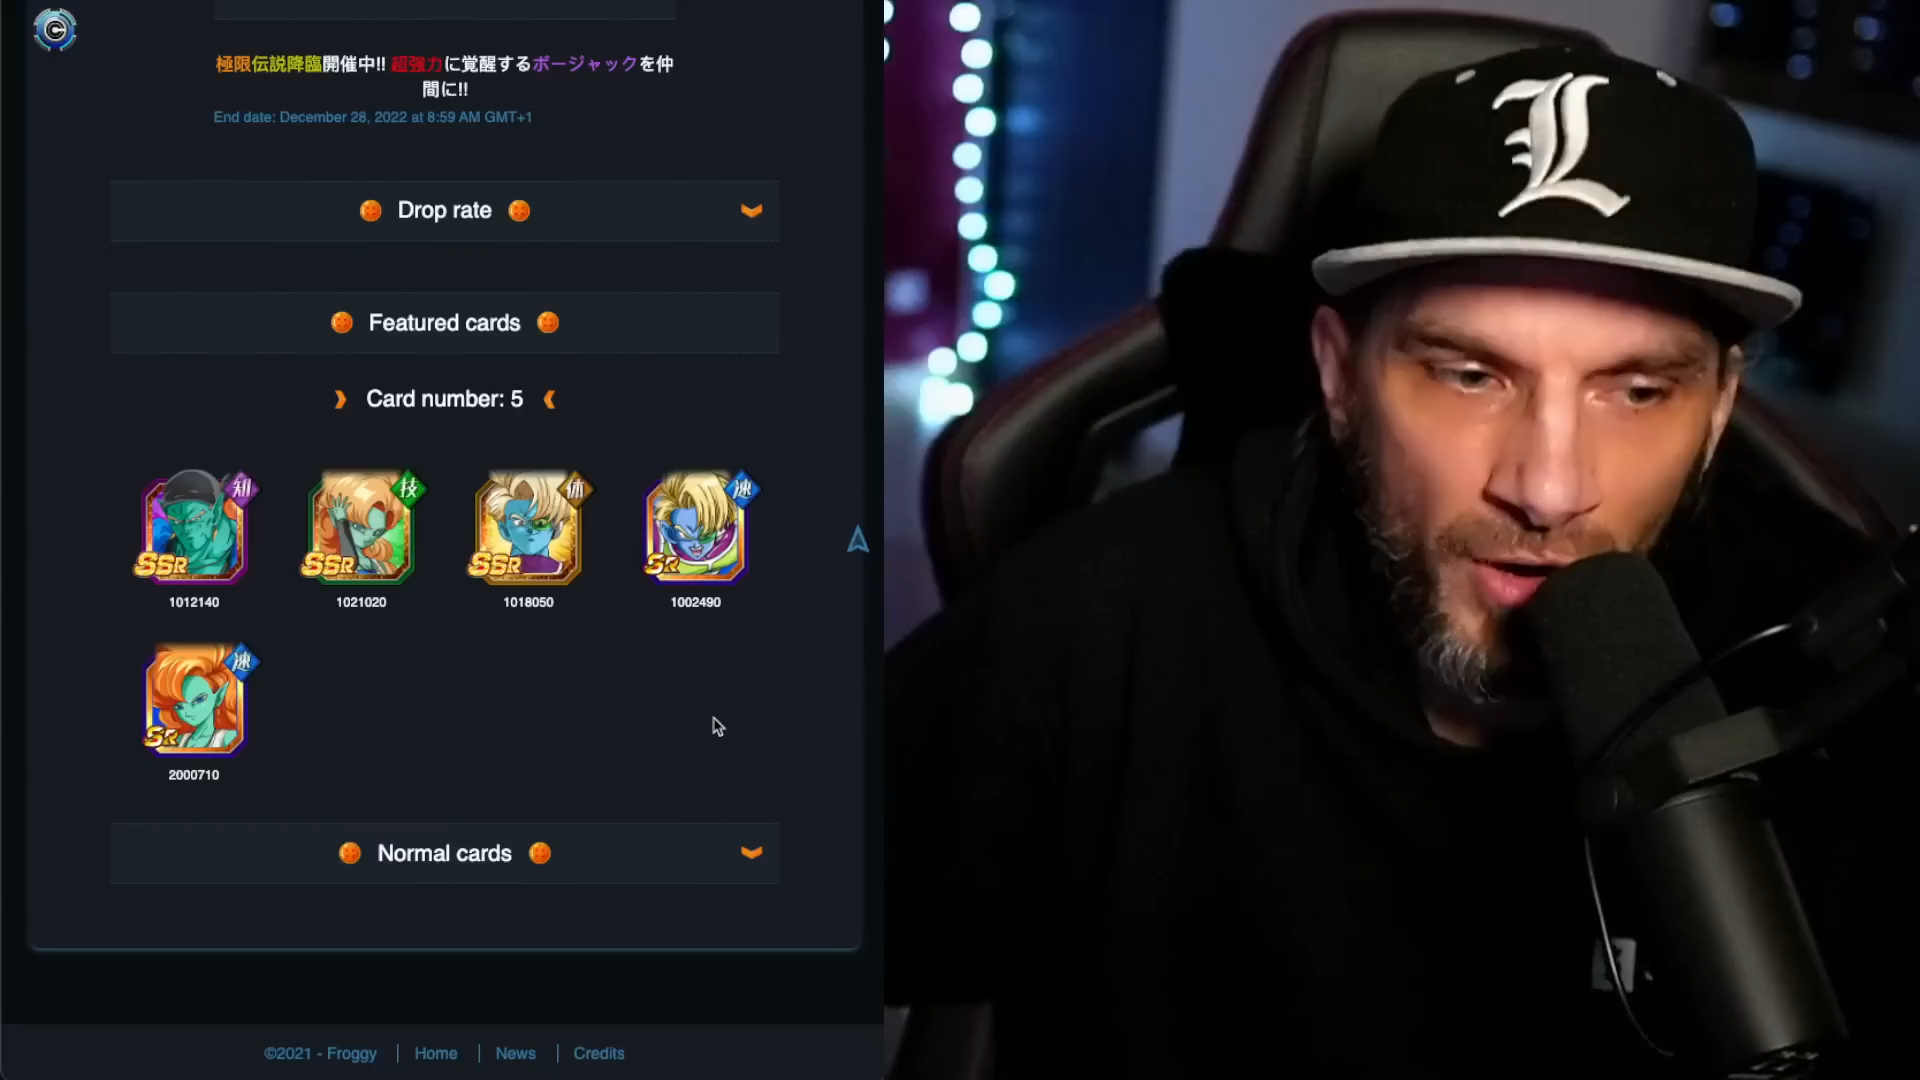 極限伝説降臨開催中!! 超強力に覚醒するボージャックを仲
間に!!
End date: December 28, 2022 at 8:59 AM GMT+1
Drop rate
Featured cards
Card number: 5
知 技 体 速
SSR SSR SSR SR
1012140 1021020 1018050 1002490
速
SR
2000710
Normal cards
©2021 - Froggy | Home | News | Credits
L